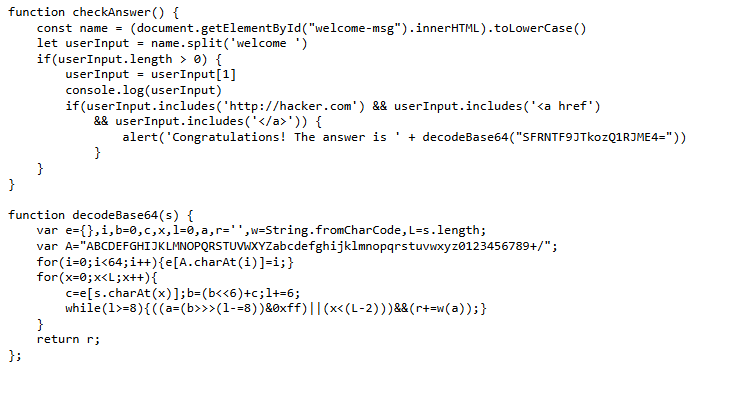 function checkAnswer() {
    const name = (document.getElementById("welcome-msg").innerHTML).toLowerCase()
    let userInput = name.split('welcome ')
    if(userInput.length > 0) {
        userInput = userInput[1]
        console.log(userInput)
        if(userInput.includes('http://hacker.com') && userInput.includes('<a href')
            && userInput.includes('</a>')) {
                alert('Congratulations! The answer is ' + decodeBase64("SFRNTF9JTkozQ1RJME4="))
            }
    }
}

function decodeBase64(s) {
    var e={},i,b=0,c,x,l=0,a,r='',w=String.fromCharCode,L=s.length;
    var A="ABCDEFGHIJKLMNOPQRSTUVWXYZabcdefghijklmnopqrstuvwxyz0123456789+/";
    for(i=0;i<64;i++){e[A.charAt(i)]=i;}
    for(x=0;x<L;x++){
        c=e[s.charAt(x)];b=(b<<6)+c;l+=6;
        while(l>=8){((a=(b>>>(l-=8))&0xff)||(x<(L-2)))&&(r+=w(a));}
    }
    return r;
};